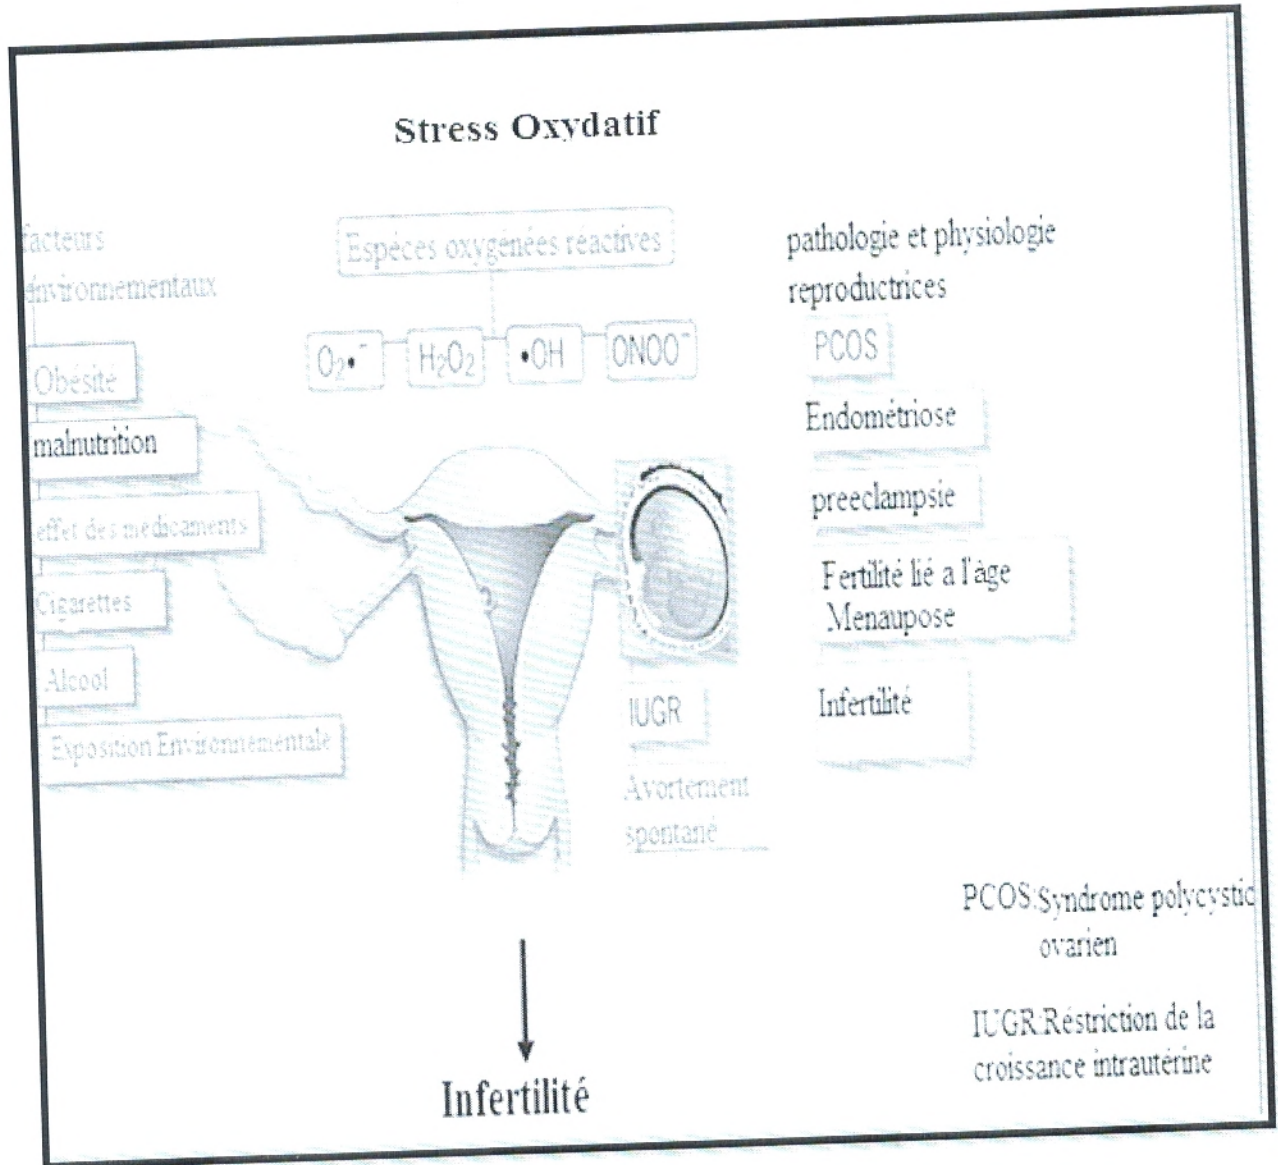 Stress Oxydatif
facteurs
environnementaux
Obésité
malnutrition
effet des médicaments
Cigarettes
Alcool
Exposition Environnementale
Espéces oxygénées réactives
O₂•⁻
H₂O₂
•OH
ONOO⁻
pathologie et physiologie
reproductrices
PCOS
Endométriose
preeclampsie
Fertilité lié a l'âge
Menaupose
Infertilité
IUGR
Avortement
spontané
Infertilité
PCOS:Syndrome polycystic
ovarien
IUGR:Réstriction de la
croissance intrautérine